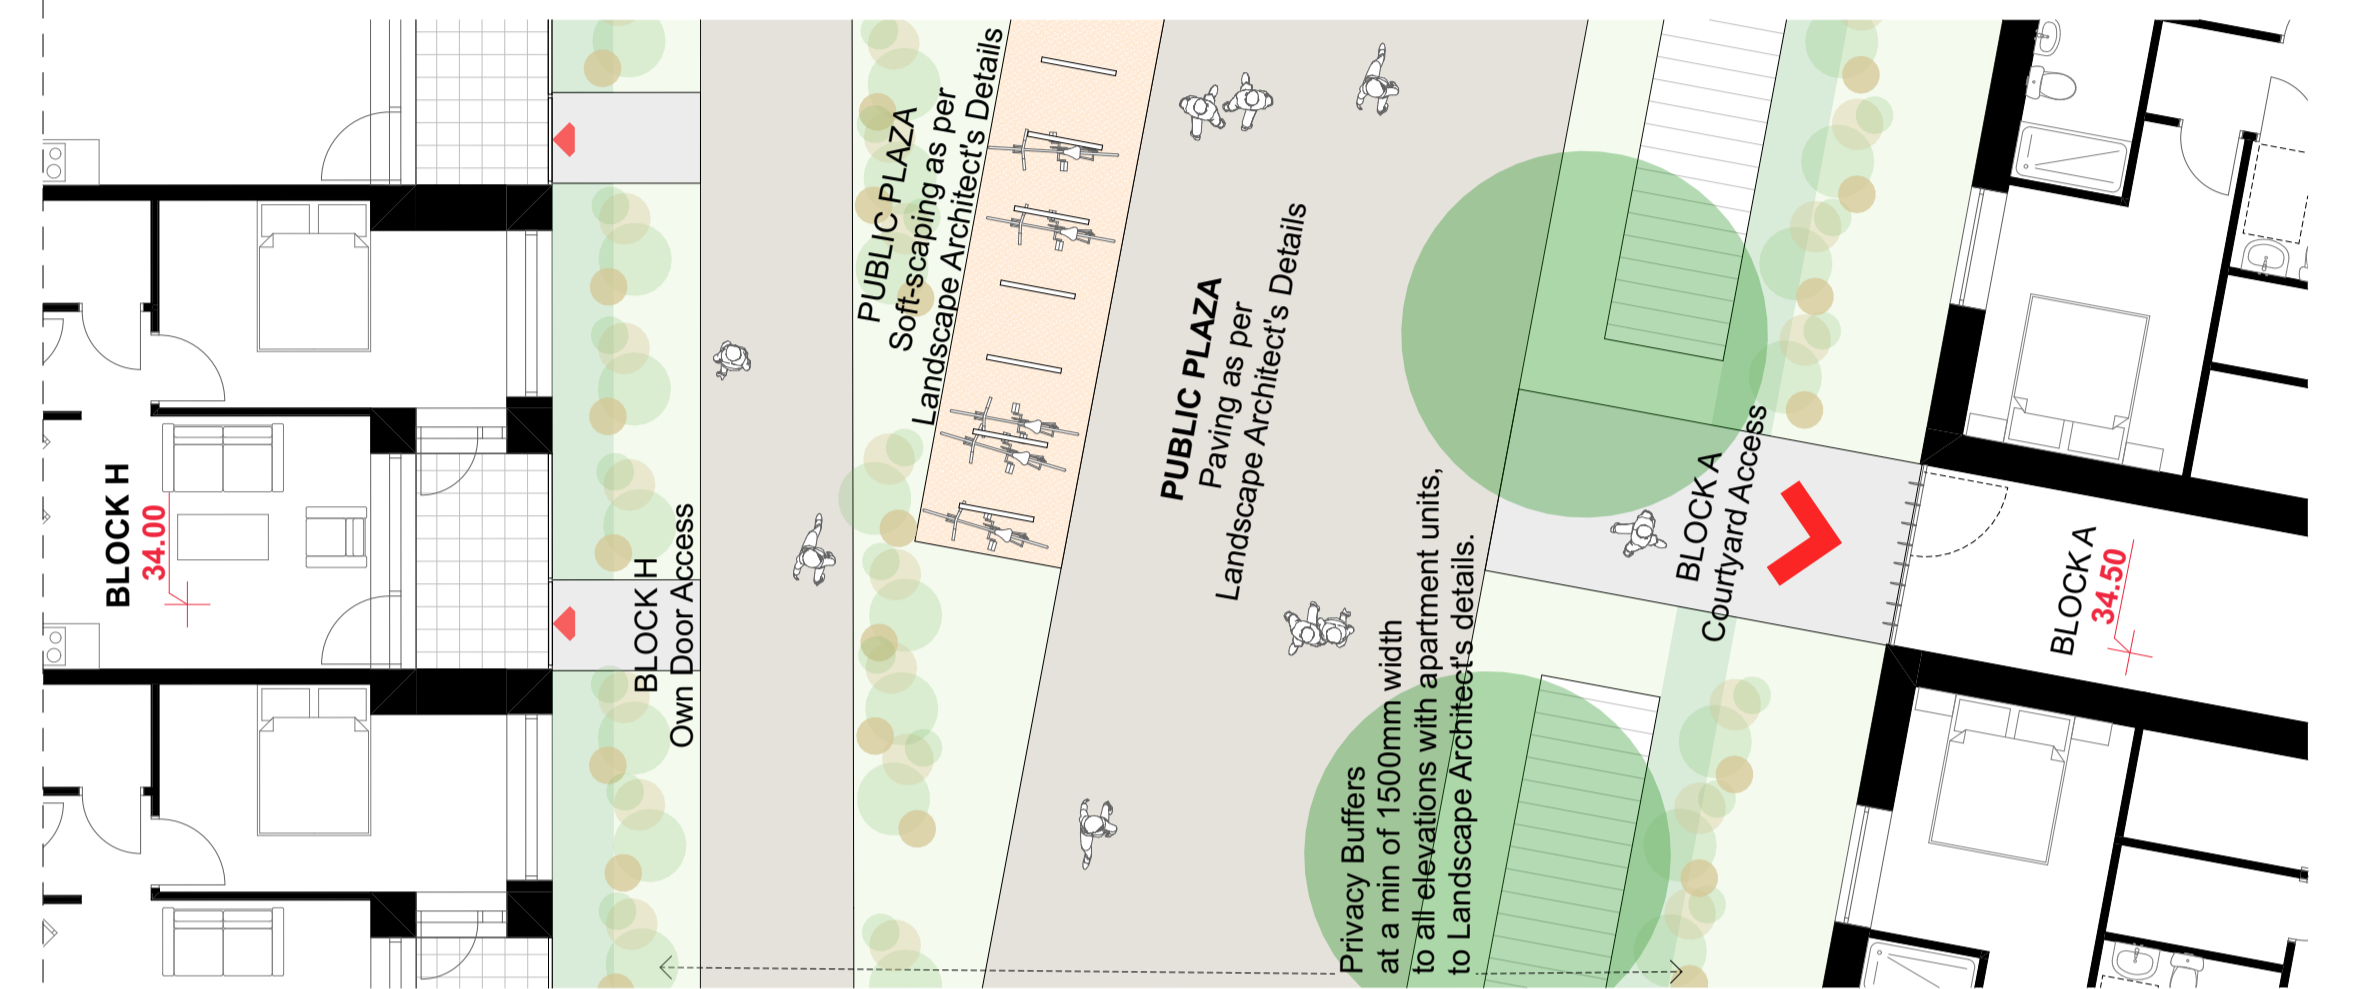 BLOCK H
34.00
BLOCK H
Own Door Access
PUBLIC PLAZA
Soft-scaping as per
Landscape Architect's Details
PUBLIC PLAZA
Paving as per
Landscape Architect's Details
Privacy Buffers
at a min of 1500mm width
to all elevations with apartment units,
to Landscape Architect's details.
BLOCK A
Courtyard Access
BLOCK A
34.50